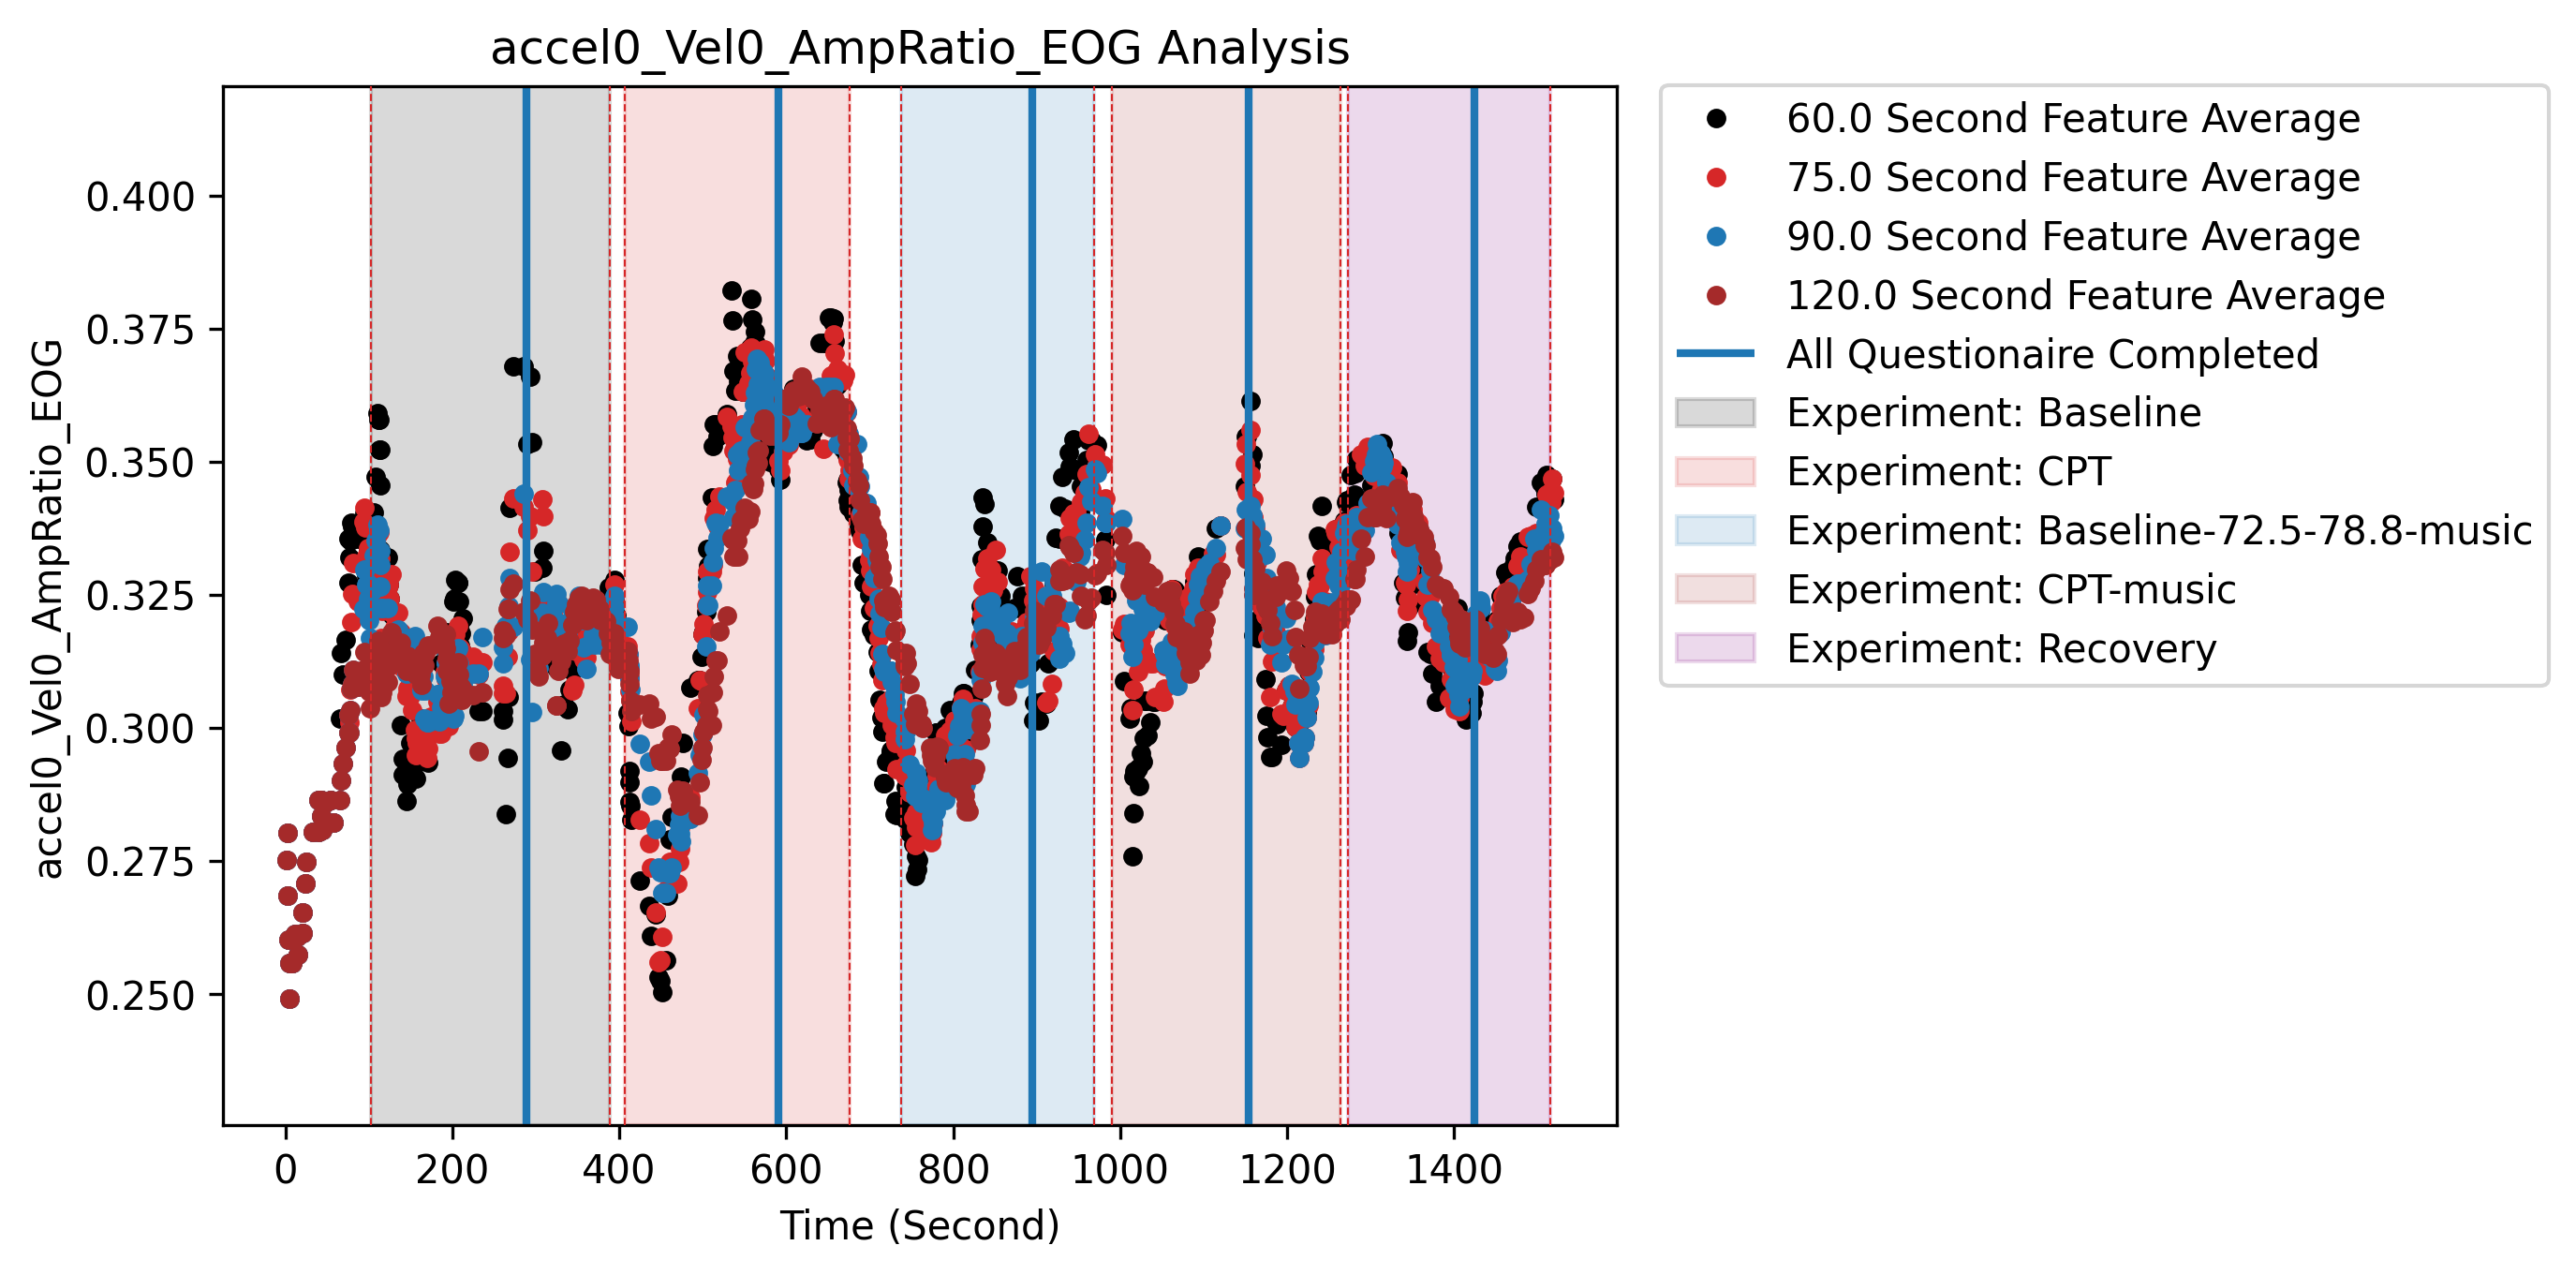 accel0_Vel0_AmpRatio_EOG Analysis
accel0_Vel0_AmpRatio_EOG
0.400
0.375
0.350
0.325
0.300
0.275
0.250
0
200
400
600
800
1000
1200
1400
Time (Second)
60.0 Second Feature Average
75.0 Second Feature Average
90.0 Second Feature Average
120.0 Second Feature Average
All Questionaire Completed
Experiment: Baseline
Experiment: CPT
Experiment: Baseline-72.5-78.8-music
Experiment: CPT-music
Experiment: Recovery